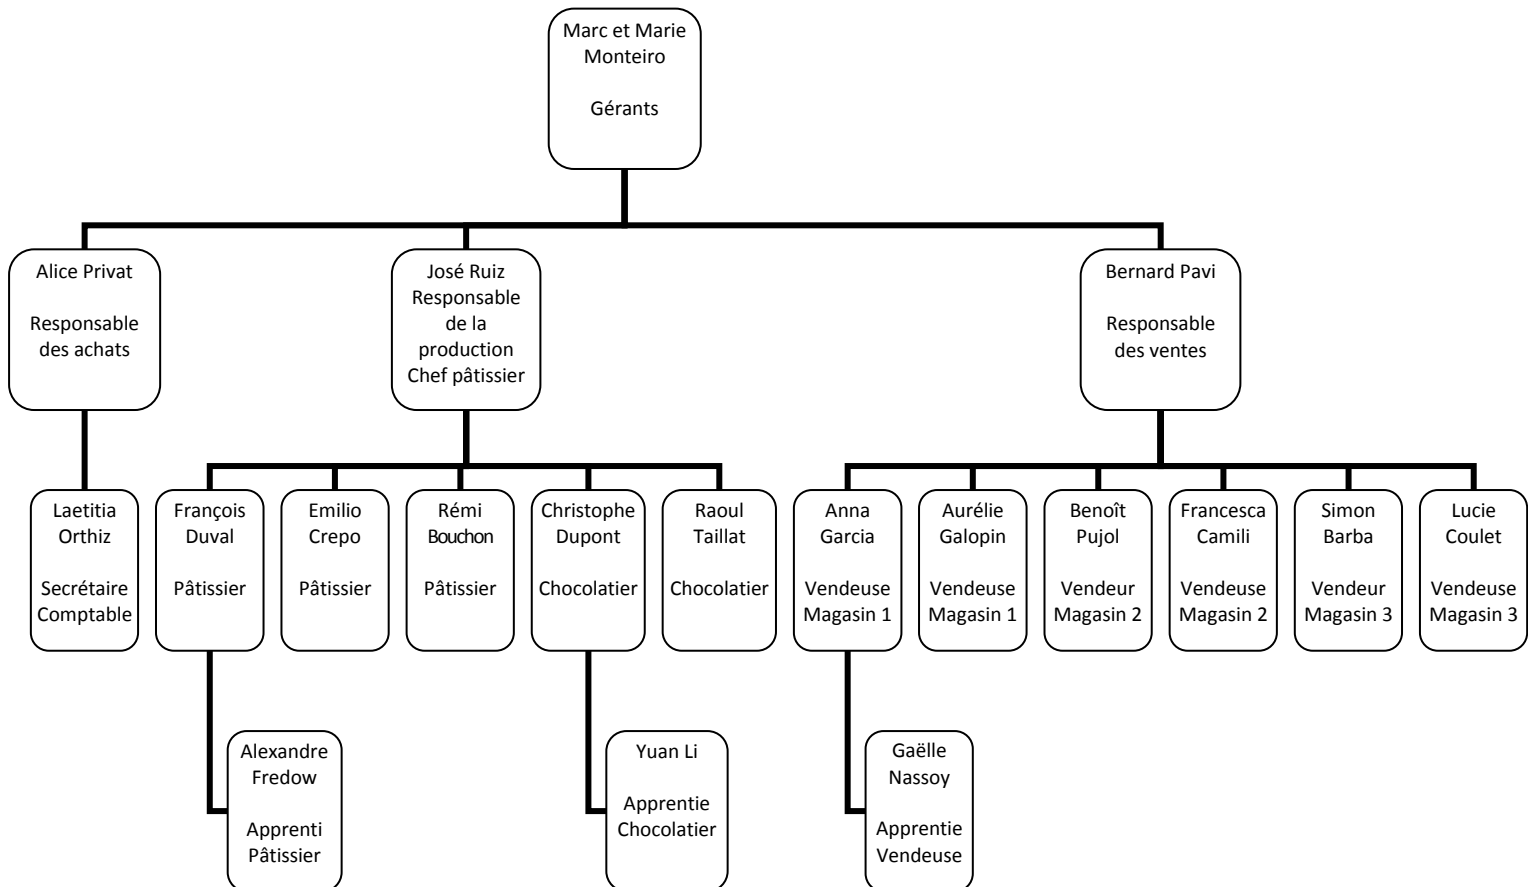 Marc et Marie
Monteiro
Gérants
Alice Privat
Responsable
des achats
José Ruiz
Responsable
de la
production
Chef pâtissier
Bernard Pavi
Responsable
des ventes
Laetitia
Orthiz
Secrétaire
Comptable
François
Duval
Pâtissier
Emilio
Crepo
Pâtissier
Rémi
Bouchon
Pâtissier
Christophe
Dupont
Chocolatier
Raoul
Taillat
Chocolatier
Anna
Garcia
Vendeuse
Magasin 1
Aurélie
Galopin
Vendeuse
Magasin 1
Benoît
Pujol
Vendeur
Magasin 2
Francesca
Camili
Vendeuse
Magasin 2
Simon
Barba
Vendeur
Magasin 3
Lucie
Coulet
Vendeuse
Magasin 3
Alexandre
Fredow
Apprenti
Pâtissier
Yuan Li
Apprentie
Chocolatier
Gaëlle
Nassoy
Apprentie
Vendeuse